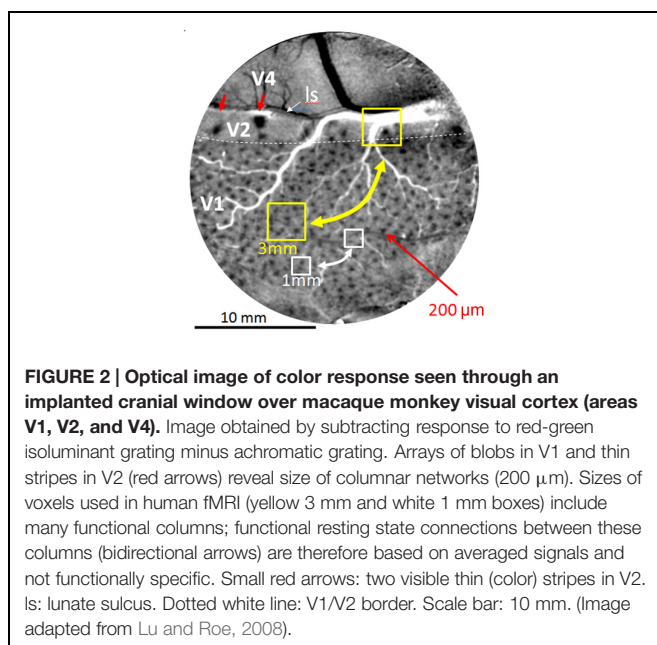 V4
ls
V2
V1
3mm
1mm
200 µm
10 mm
FIGURE 2 | Optical image of color response seen through an
implanted cranial window over macaque monkey visual cortex (areas
V1, V2, and V4). Image obtained by subtracting response to red-green
isoluminant grating minus achromatic grating. Arrays of blobs in V1 and thin
stripes in V2 (red arrows) reveal size of columnar networks (200 µm). Sizes of
voxels used in human fMRI (yellow 3 mm and white 1 mm boxes) include
many functional columns; functional resting state connections between these
columns (bidirectional arrows) are therefore based on averaged signals and
not functionally specific. Small red arrows: two visible thin (color) stripes in V2.
ls: lunate sulcus. Dotted white line: V1/V2 border. Scale bar: 10 mm. (Image
adapted from Lu and Roe, 2008).